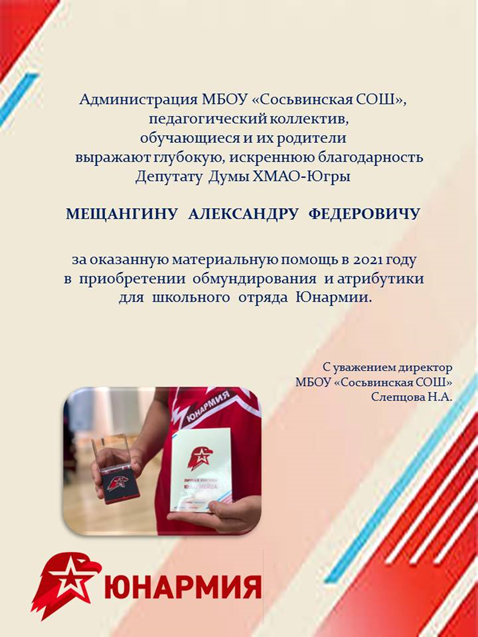 Администрация МБОУ «Сосьвинская СОШ»,
педагогический коллектив,
обучающиеся и их родители
выражают глубокую, искреннюю благодарность
Депутату Думы ХМАО-Югры
МЕЩАНГИНУ АЛЕКСАНДРУ ФЕДЕРОВИЧУ
за оказанную материальную помощь в 2021 году
в приобретении обмундирования и атрибутики
для школьного отряда Юнармии.
С уважением директор
МБОУ «Сосьвинская СОШ»
Слепцова Н.А.
ЮНАРМИЯ
ЮНАРМИЯ